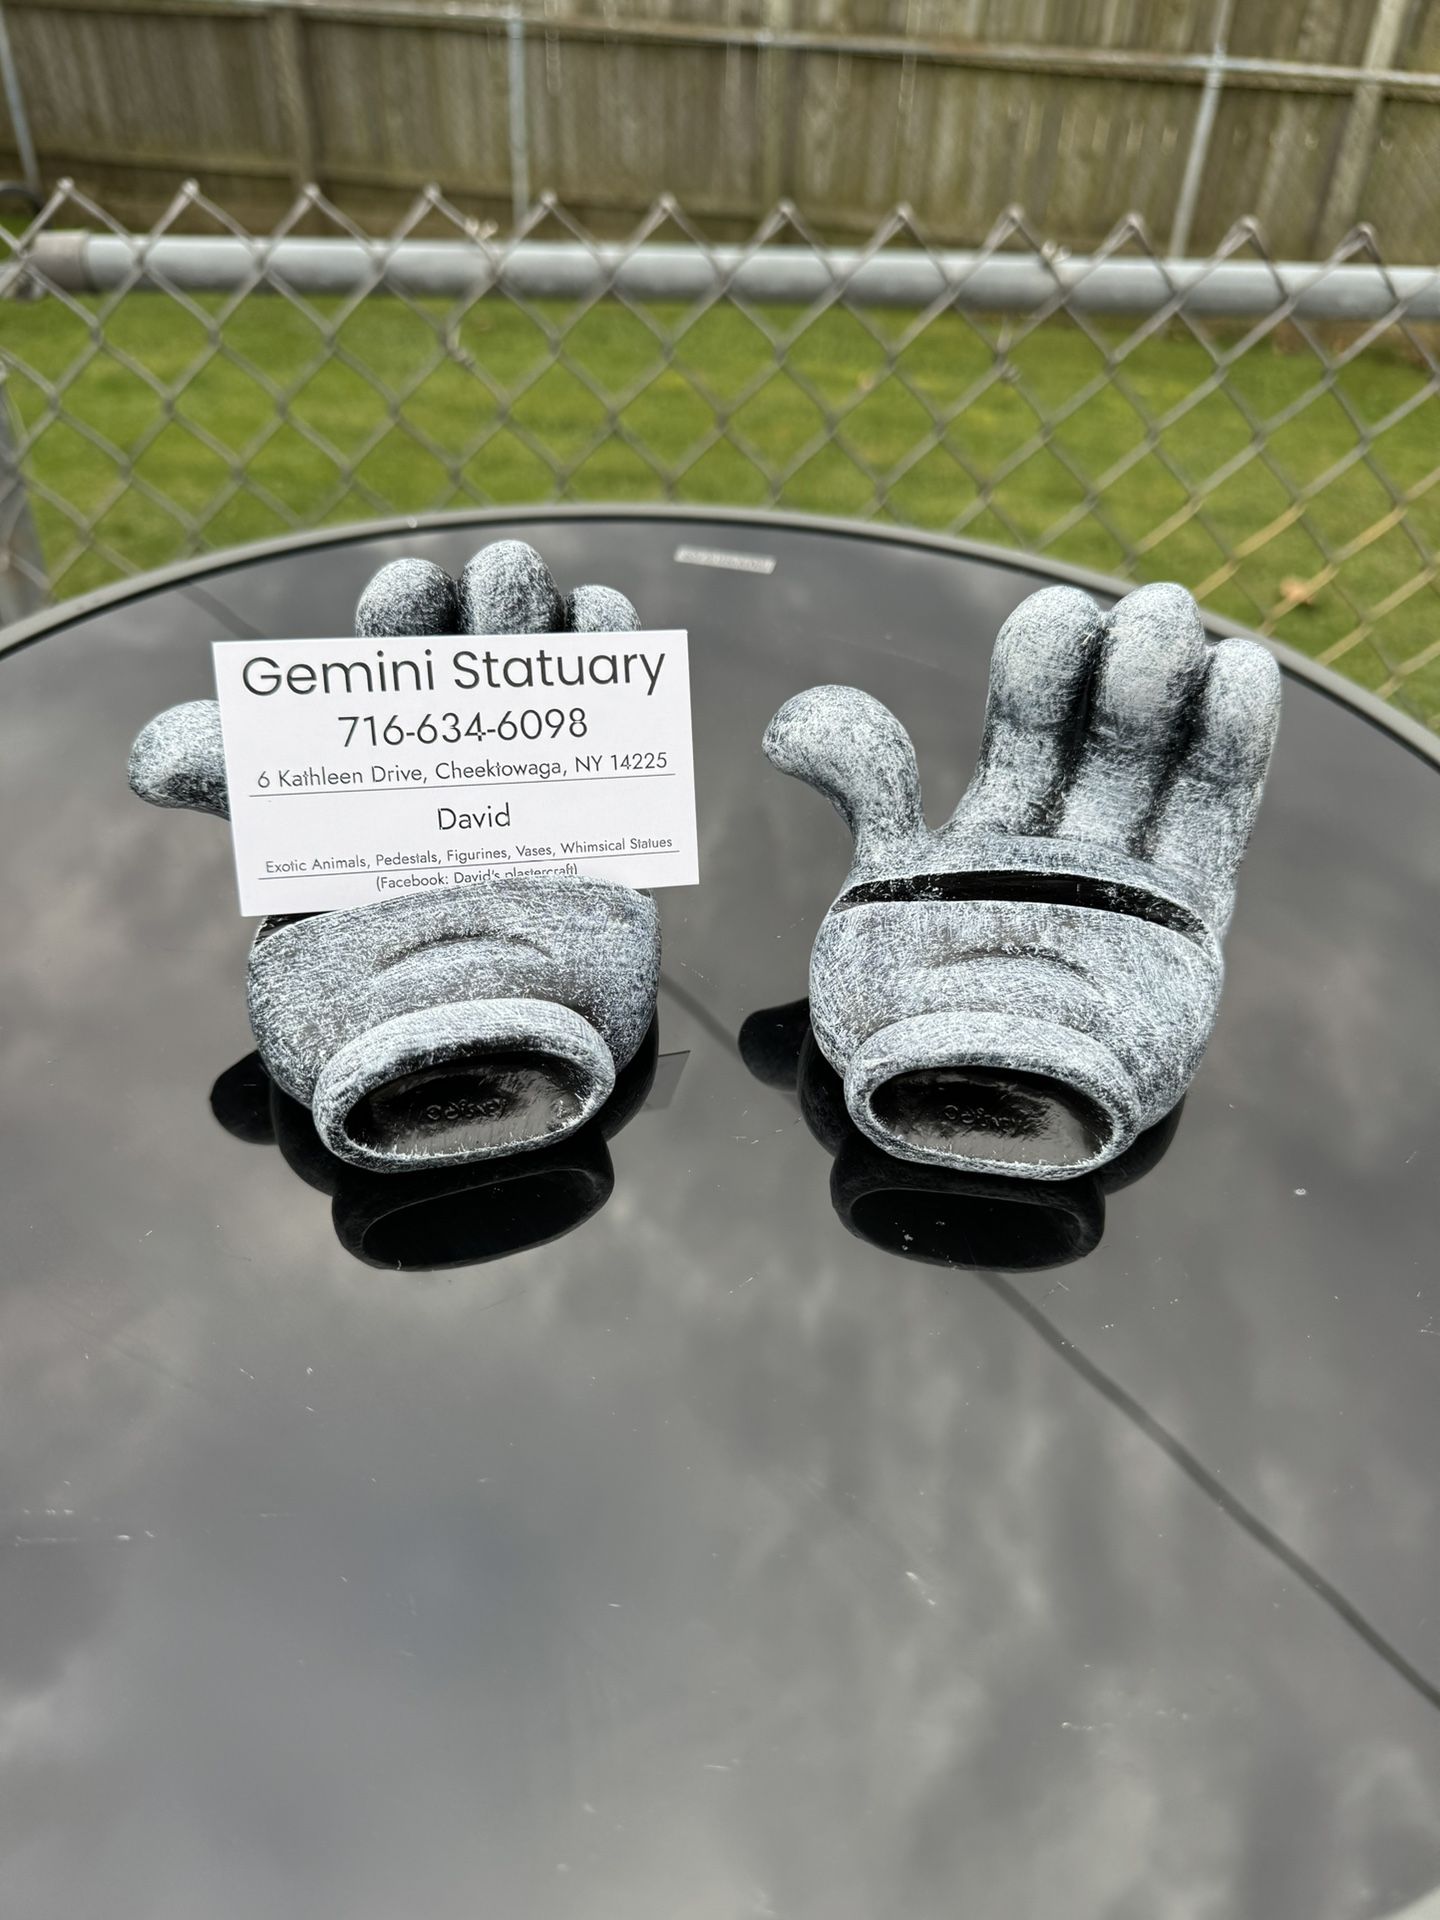 Gemini Statuary
716-634-6098
6 Kathleen Drive, Cheektowaga, NY 14225
David
Exotic Animals, Pedestals, Figurines, Vases, Whimsical Statues
(Facebook: David's plastercraft)